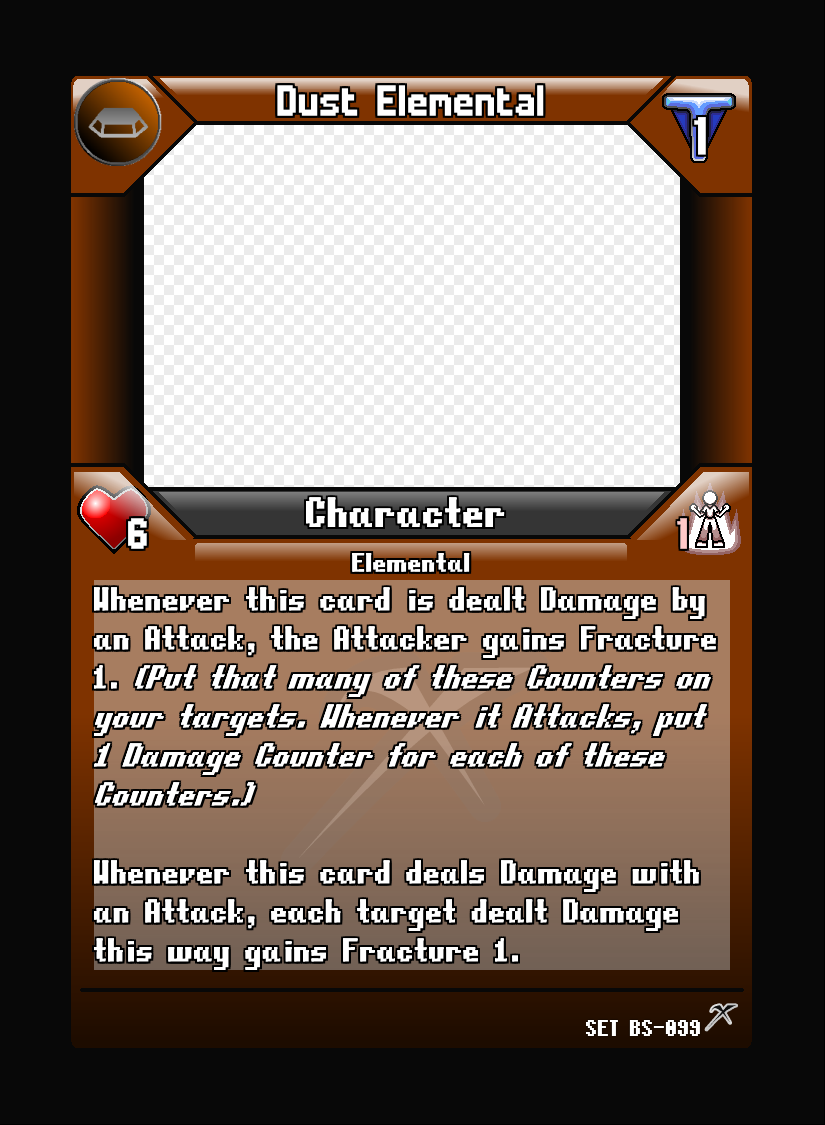 Dust Elemental
1
Character
6
1
Elemental
Whenever this card is dealt Damage by
an Attack, the Attacker gains Fracture
1. (Put that many of these Counters on
your targets. Whenever it Attacks, put
1 Damage Counter for each of these
Counters.)
Whenever this card deals Damage with
an Attack, each target dealt Damage
this way gains Fracture 1.
SET BS-099